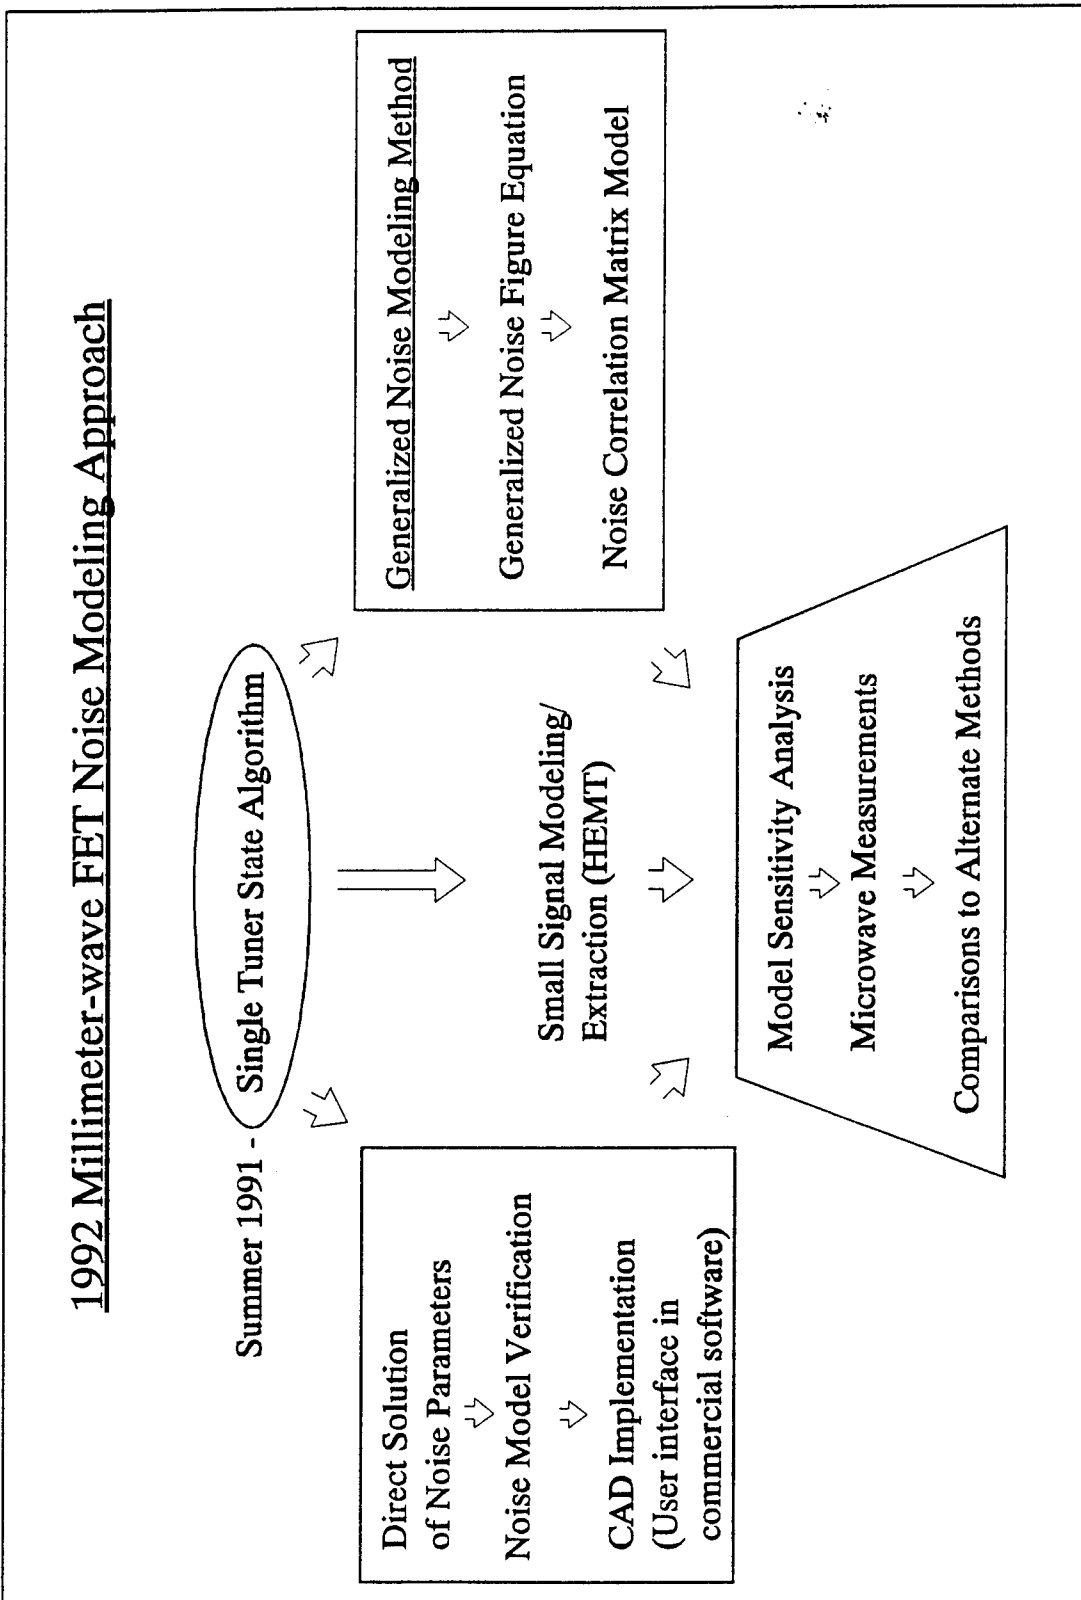 1992 Millimeter-wave FET Noise Modeling Approach
Summer 1991 - Single Tuner State Algorithm
Direct Solution
of Noise Parameters
Noise Model Verification
CAD Implementation
(User interface in
commercial software)
Small Signal Modeling/
Extraction (HEMT)
Generalized Noise Modeling Method
Generalized Noise Figure Equation
Noise Correlation Matrix Model
Model Sensitivity Analysis
Microwave Measurements
Comparisons to Alternate Methods